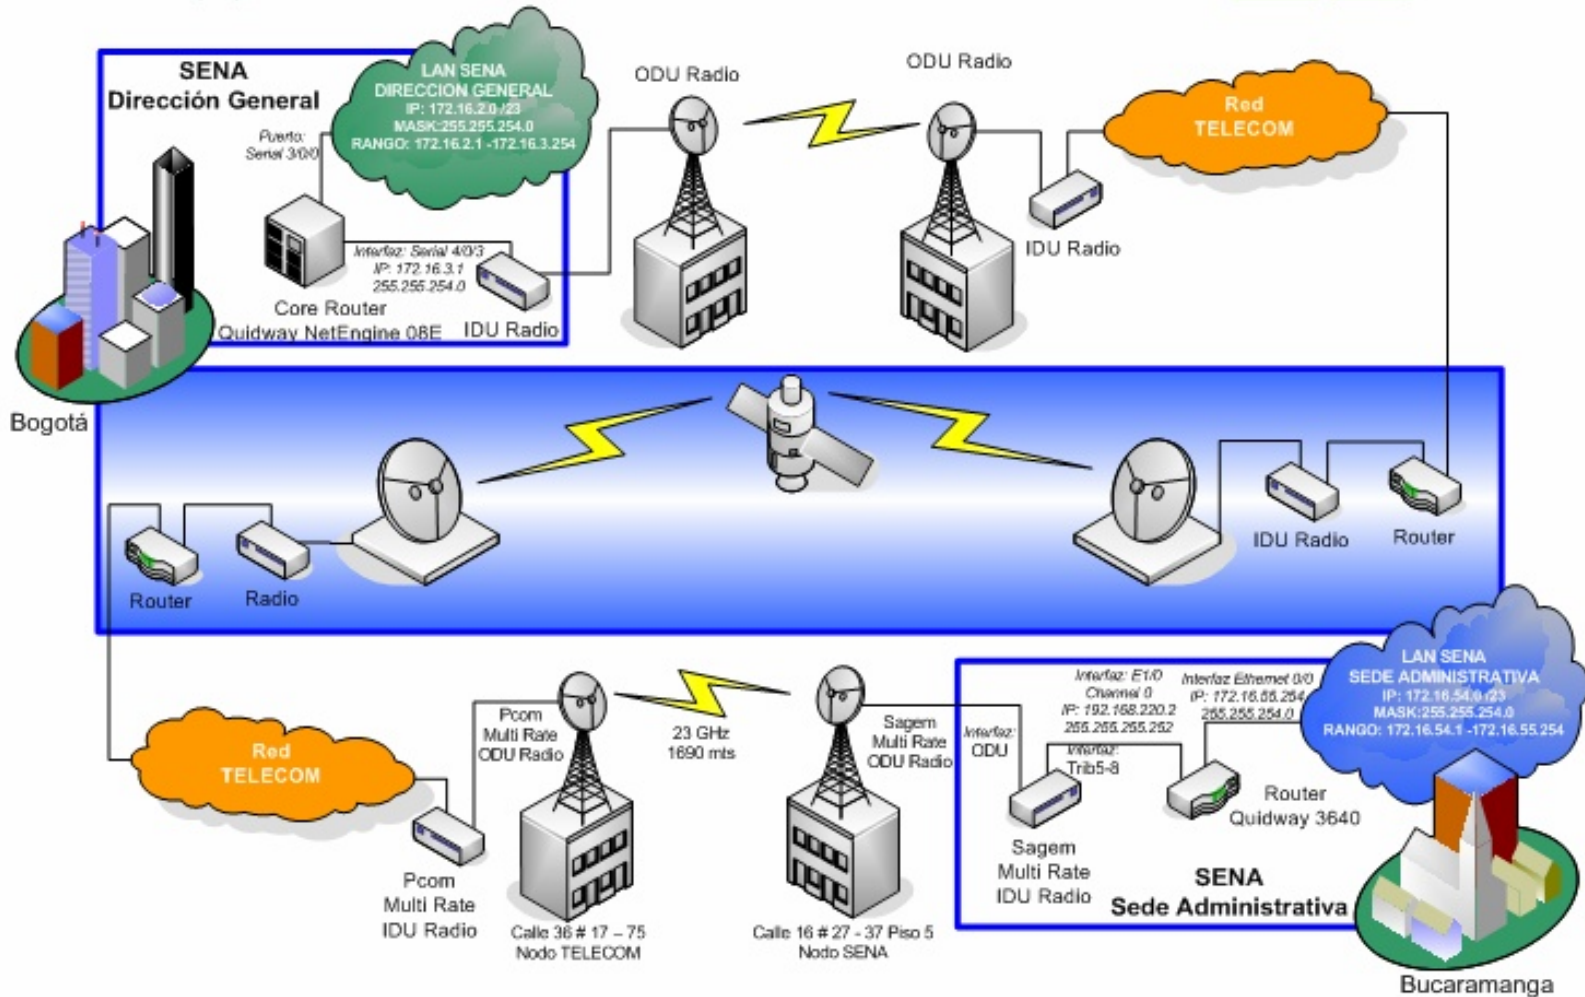 SENA
Dirección General
LAN SENA
DIRECCION GENERAL
IP: 172.16.2.0 /23
MASK:255.255.254.0
RANGO: 172.16.2.1 -172.16.3.254
Puerto:
Serial 3/0/0
Interfaz: Serial 4/0/3
IP: 172.16.3.1
255.255.254.0
Core Router
Quidway NetEngine 08E
IDU Radio
ODU Radio
ODU Radio
IDU Radio
Red
TELECOM
Bogotá
Router
Radio
IDU Radio
Router
Red
TELECOM
Pcom
Multi Rate
IDU Radio
Pcom
Multi Rate
ODU Radio
23 GHz
1690 mts
Calle 36 # 17 – 75
Nodo TELECOM
Sagem
Multi Rate
ODU Radio
Calle 16 # 27 - 37 Piso 5
Nodo SENA
Interfaz:
ODU
Interfaz: E1/0
Channel 0
IP: 192.168.220.2
255.255.255.252
Interfaz:
Trib5-8
Interfaz Ethernet 0/0
IP: 172.16.55.254
255.255.254.0
Sagem
Multi Rate
IDU Radio
Router
Quidway 3640
LAN SENA
SEDE ADMINISTRATIVA
IP: 172.16.54.0 /23
MASK:255.255.254.0
RANGO: 172.16.54.1 -172.16.55.254
SENA
Sede Administrativa
Bucaramanga